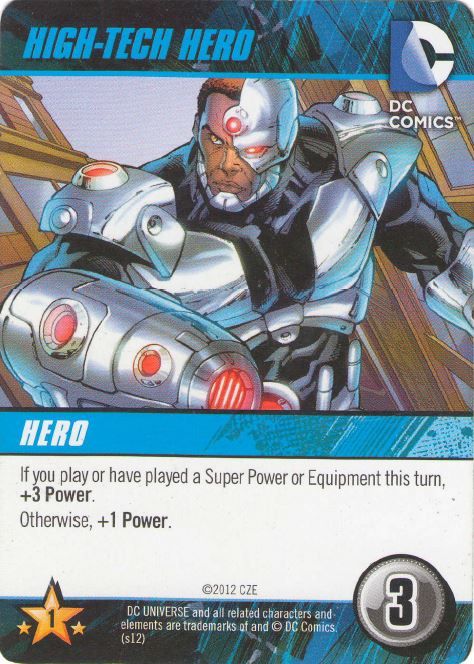 HIGH-TECH HERO
DC
COMICS™
HERO
If you play or have played a Super Power or Equipment this turn,
+3 Power.
Otherwise, +1 Power.
©2012 CZE
1
DC UNIVERSE and all related characters and
elements are trademarks of and © DC Comics.
(s12)
3